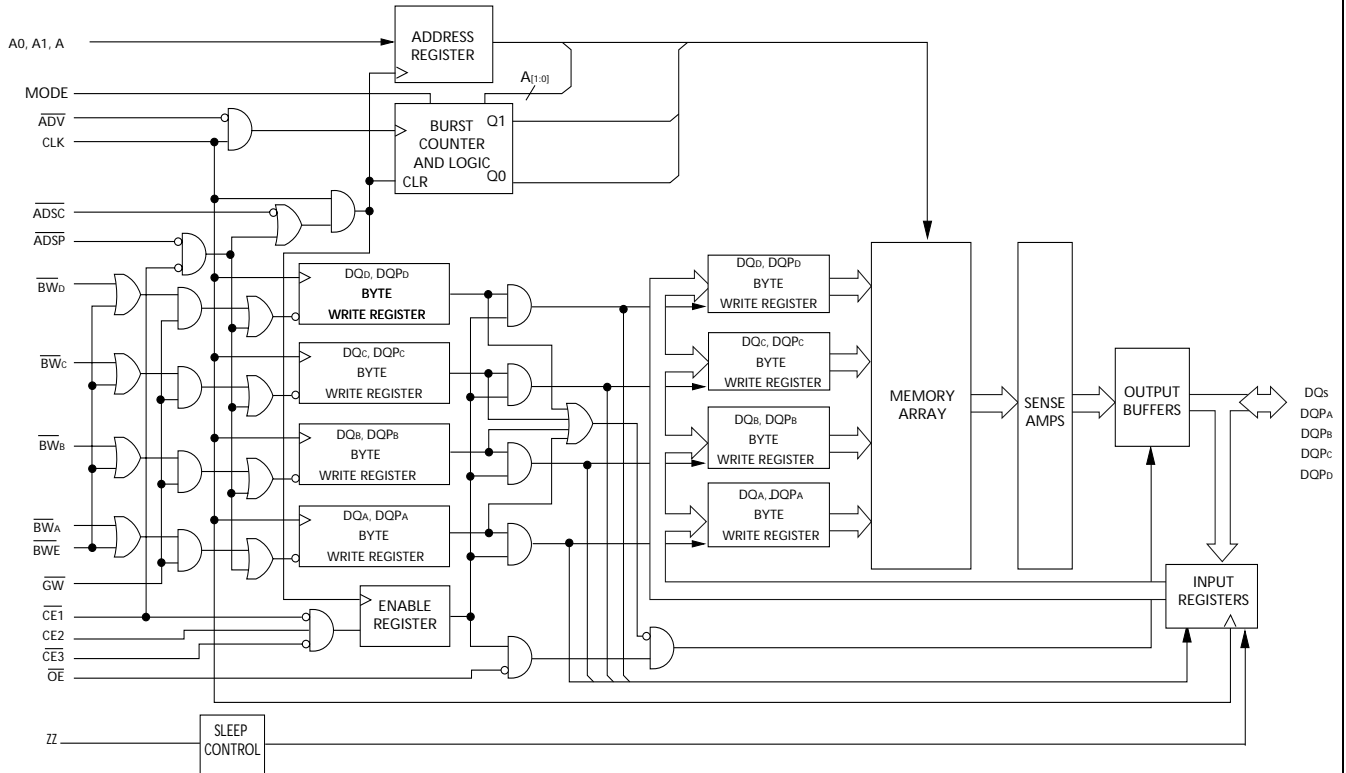 A0, A1, A
ADDRESS
REGISTER
A[1:0]
MODE
ADV
CLK
BURST
COUNTER
AND LOGIC
CLR
Q1
Q0
ADSC
ADSP
BWD
BWC
BWB
BWA
BWE
GW
CE1
CE2
CE3
OE
ZZ
SLEEP
CONTROL
DQD, DQPD
BYTE
WRITE REGISTER
DQC, DQPC
BYTE
WRITE REGISTER
DQB, DQPB
BYTE
WRITE REGISTER
DQA, DQPA
BYTE
WRITE REGISTER
ENABLE
REGISTER
DQD, DQPD
BYTE
WRITE REGISTER
DQC, DQPC
BYTE
WRITE REGISTER
DQB, DQPB
BYTE
WRITE REGISTER
DQA, DQPA
BYTE
WRITE REGISTER
MEMORY
ARRAY
SENSE
AMPS
OUTPUT
BUFFERS
INPUT
REGISTERS
DQs
DQPA
DQPB
DQPC
DQPD